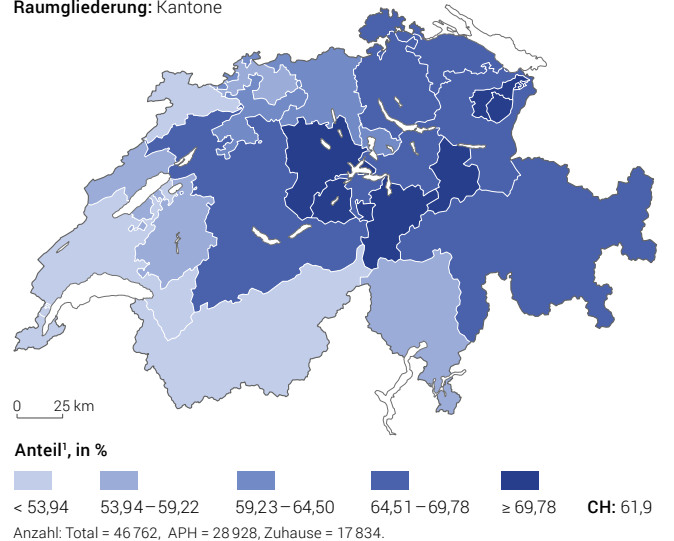 Raumgliederung: Kantone
0 25 km
Anteil¹, in %
< 53,94 53,94–59,22 59,23–64,50 64,51–69,78 ≥ 69,78 CH: 61,9
Anzahl: Total = 46 762, APH = 28 928, Zuhause = 17 834.